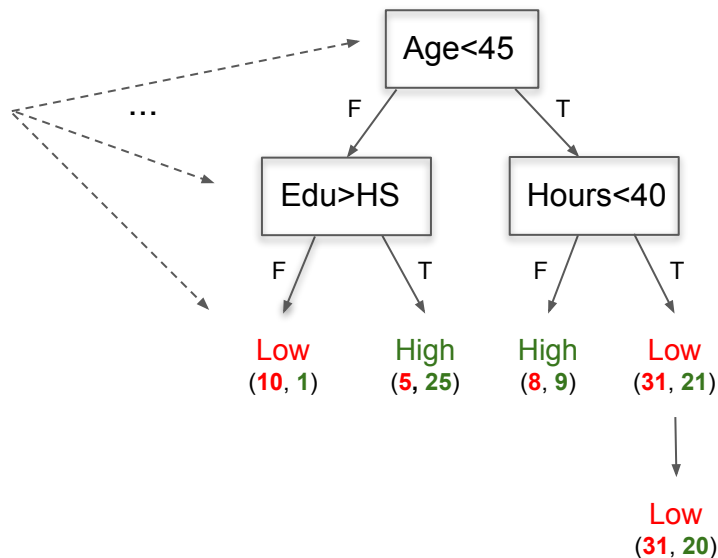 Age<45
...
F
T
Edu>HS
Hours<40
F
T
F
T
Low
High
High
Low
(10, 1)
(5, 25)
(8, 9)
(31, 21)
Low
(31, 20)